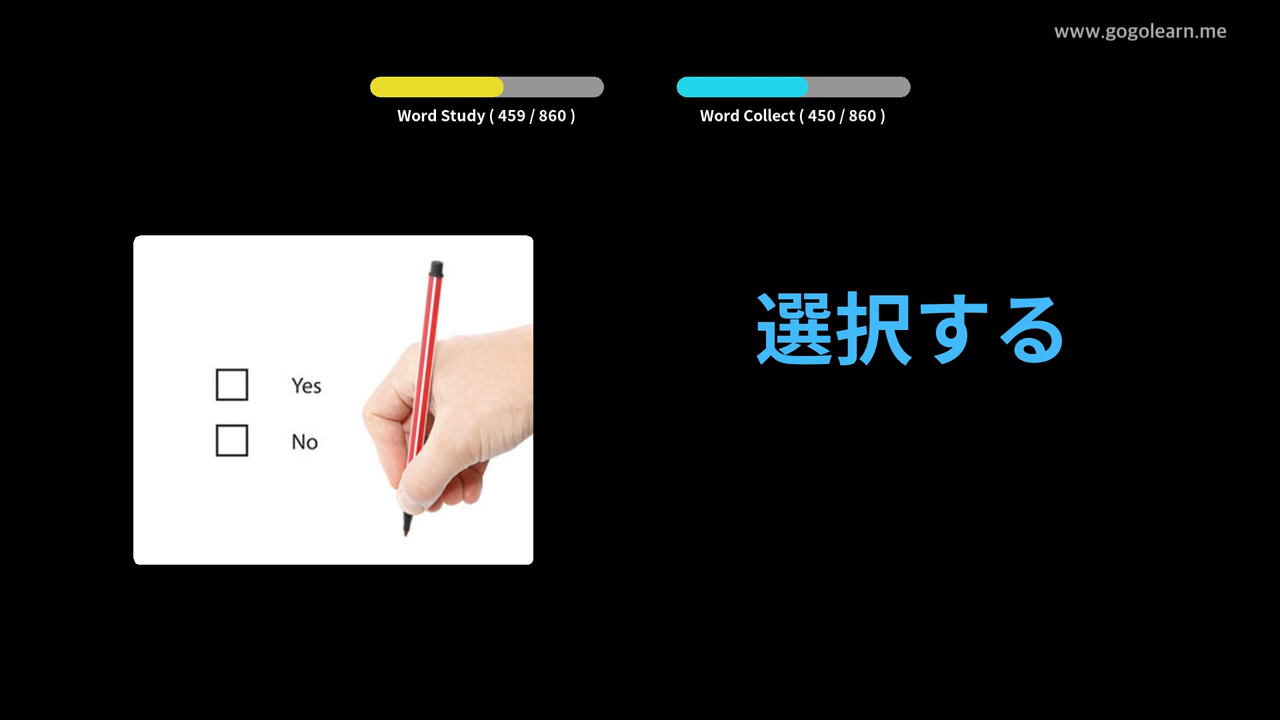 www.gogolearn.me
Word Study ( 459 / 860 )
Word Collect ( 450 / 860 )
選択する
Yes
No